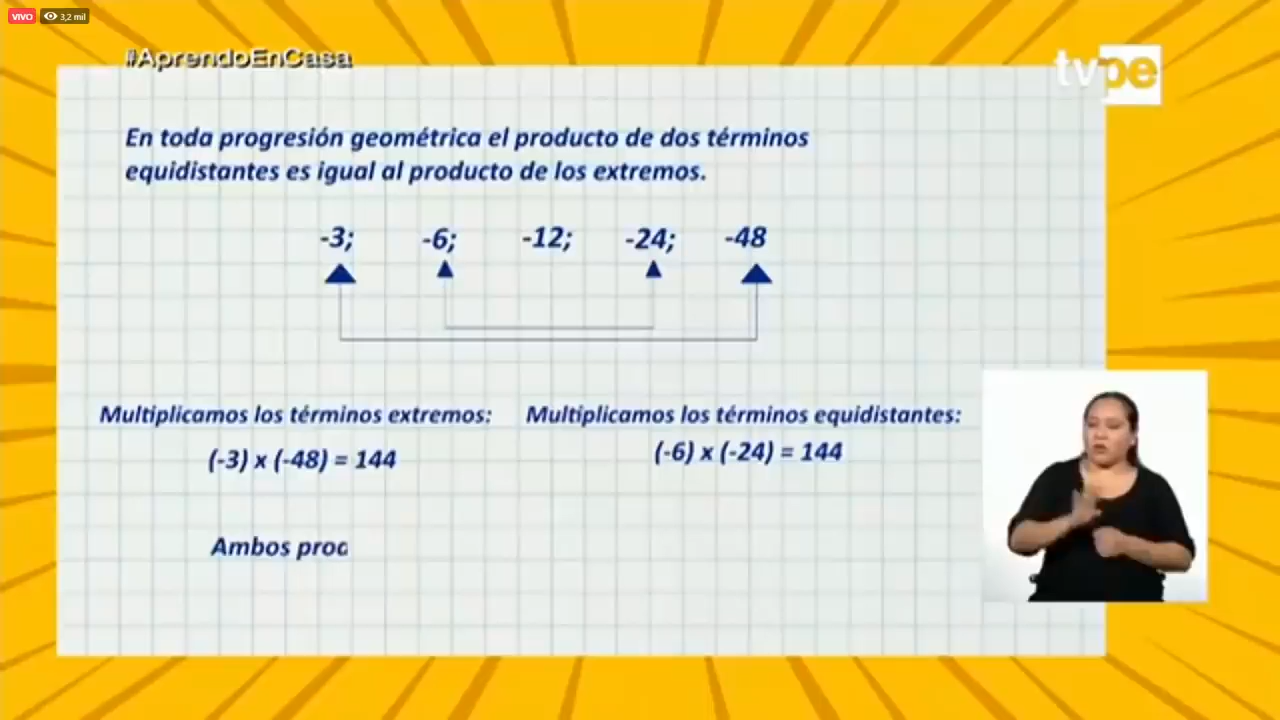 VIVO 3,2 mil
#AprendoEnCasa
tvpe
En toda progresión geométrica el producto de dos términos
equidistantes es igual al producto de los extremos.
-3; -6; -12; -24; -48
Multiplicamos los términos extremos: Multiplicamos los términos equidistantes:
(-3) x (-48) = 144 (-6) x (-24) = 144
Ambos